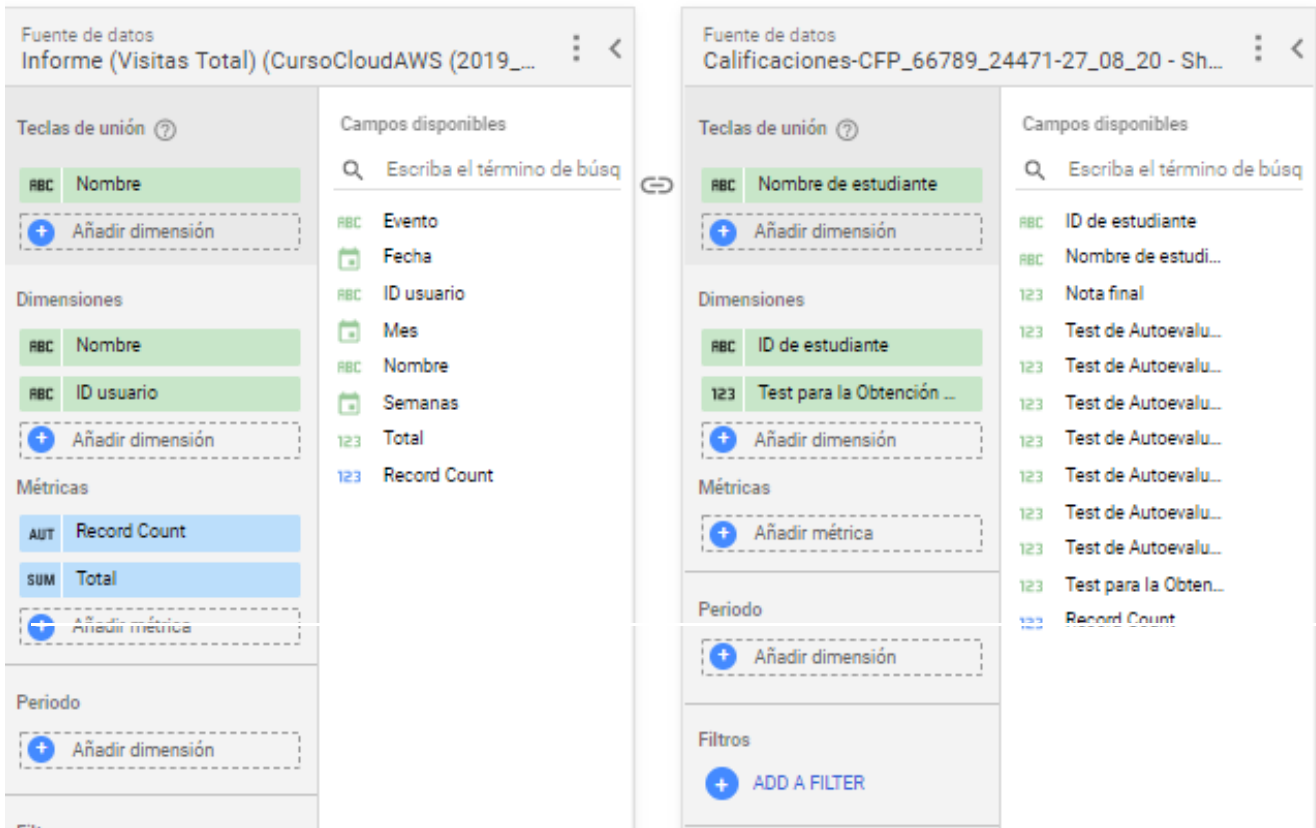 Fuente de datos
Informe (Visitas Total) (CursoCloudAWS (2019_...
Teclas de unión ?
ABC Nombre
+ Añadir dimensión
Dimensiones
ABC Nombre
ABC ID usuario
+ Añadir dimensión
Métricas
AUT Record Count
SUM Total
+ Añadir métrica
Periodo
+ Añadir dimensión
Campos disponibles
Escriba el término de búsq
ABC Evento
Fecha
ABC ID usuario
Mes
ABC Nombre
Semanas
123 Total
123 Record Count
Fuente de datos
Calificaciones-CFP_66789_24471-27_08_20 - Sh...
Teclas de unión ?
ABC Nombre de estudiante
+ Añadir dimensión
Dimensiones
ABC ID de estudiante
123 Test para la Obtención ...
+ Añadir dimensión
Métricas
+ Añadir métrica
Periodo
+ Añadir dimensión
Filtros
+ ADD A FILTER
Campos disponibles
Escriba el término de búsq
ABC ID de estudiante
ABC Nombre de estudi...
123 Nota final
123 Test de Autoevalu...
123 Test de Autoevalu...
123 Test de Autoevalu...
123 Test de Autoevalu...
123 Test de Autoevalu...
123 Test de Autoevalu...
123 Test de Autoevalu...
123 Test para la Obten...
123 Record Count